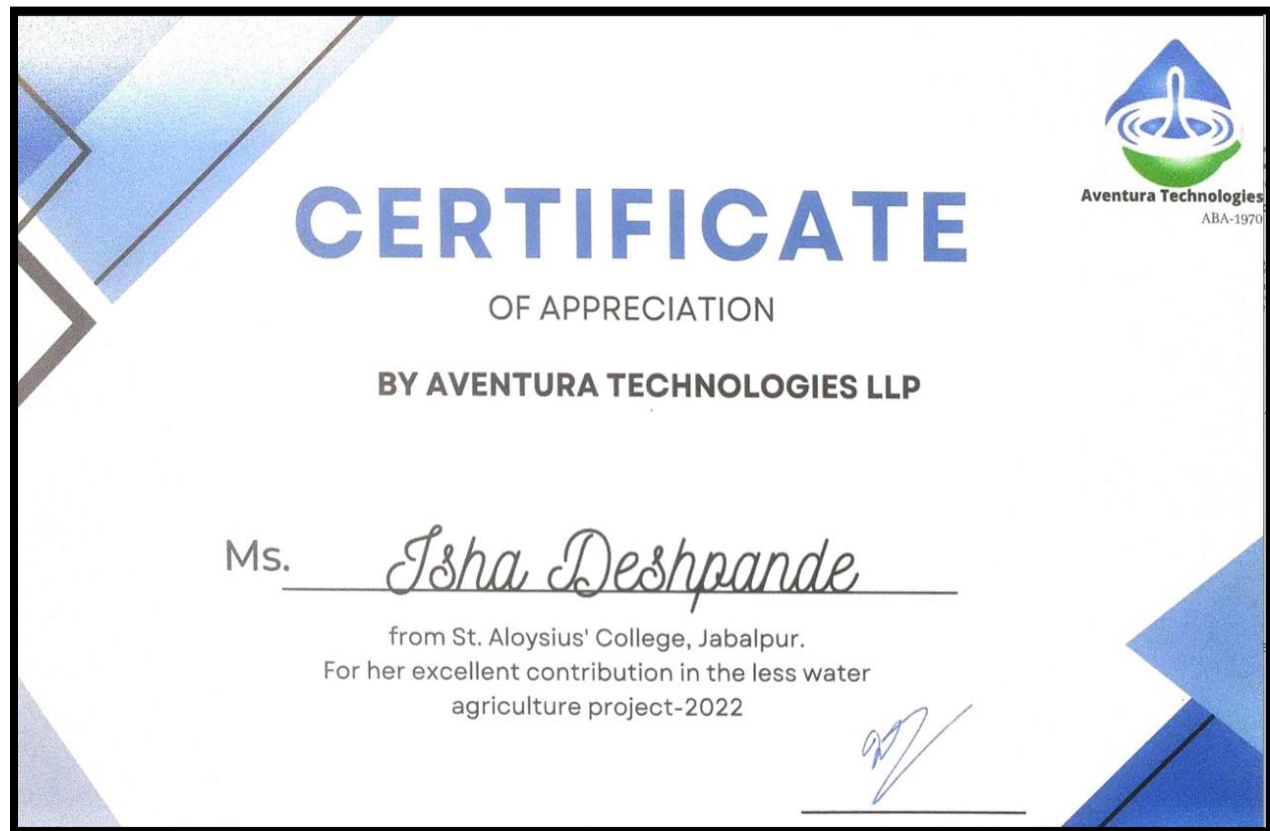 Aventura Technologies
ABA-1970
CERTIFICATE
OF APPRECIATION
BY AVENTURA TECHNOLOGIES LLP
Ms. Isha Deshpande
from St. Aloysius' College, Jabalpur.
For her excellent contribution in the less water
agriculture project-2022